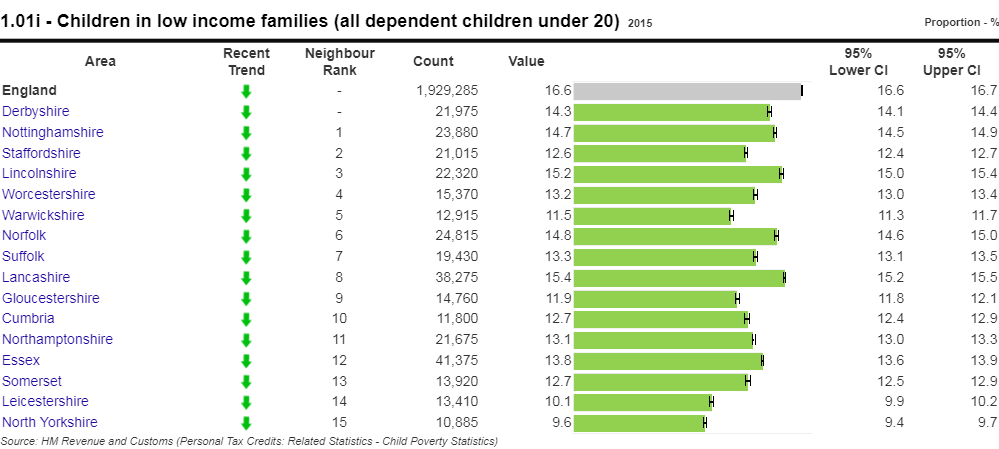 1.01i - Children in low income families (all dependent children under 20) 2015 Proportion - %
Area Recent Trend Neighbour Rank Count Value 95% Lower CI 95% Upper CI
England - 1,929,285 16.6 16.6 16.7
Derbyshire - 21,975 14.3 14.1 14.4
Nottinghamshire 1 23,880 14.7 14.5 14.9
Staffordshire 2 21,015 12.6 12.4 12.7
Lincolnshire 3 22,320 15.2 15.0 15.4
Worcestershire 4 15,370 13.2 13.0 13.4
Warwickshire 5 12,915 11.5 11.3 11.7
Norfolk 6 24,815 14.8 14.6 15.0
Suffolk 7 19,430 13.3 13.1 13.5
Lancashire 8 38,275 15.4 15.2 15.5
Gloucestershire 9 14,760 11.9 11.8 12.1
Cumbria 10 11,800 12.7 12.4 12.9
Northamptonshire 11 21,675 13.1 13.0 13.3
Essex 12 41,375 13.8 13.6 13.9
Somerset 13 13,920 12.7 12.5 12.9
Leicestershire 14 13,410 10.1 9.9 10.2
North Yorkshire 15 10,885 9.6 9.4 9.7
Source: HM Revenue and Customs (Personal Tax Credits: Related Statistics - Child Poverty Statistics)